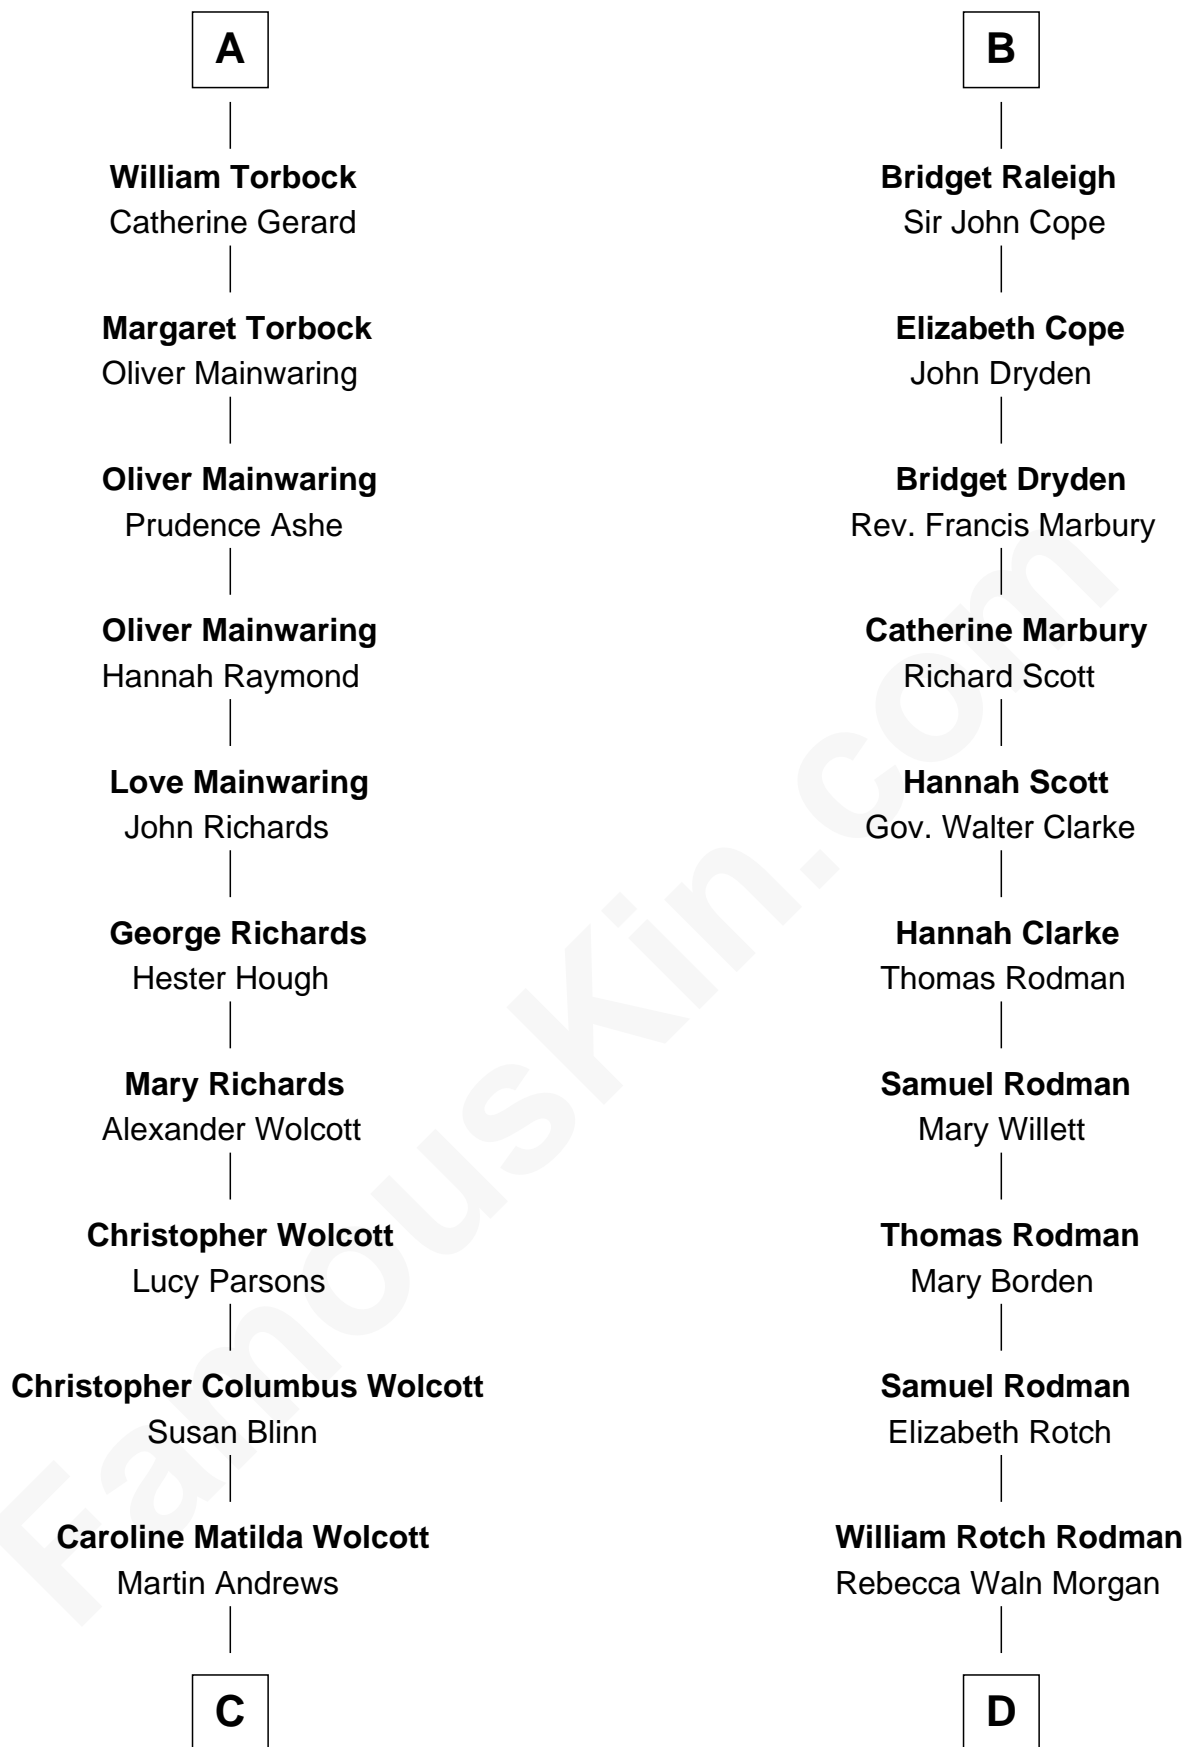 A
William Torbock
Catherine Gerard
Margaret Torbock
Oliver Mainwaring
Oliver Mainwaring
Prudence Ashe
Oliver Mainwaring
Hannah Raymond
Love Mainwaring
John Richards
George Richards
Hester Hough
Mary Richards
Alexander Wolcott
Christopher Wolcott
Lucy Parsons
Christopher Columbus Wolcott
Susan Blinn
Caroline Matilda Wolcott
Martin Andrews
C
B
Bridget Raleigh
Sir John Cope
Elizabeth Cope
John Dryden
Bridget Dryden
Rev. Francis Marbury
Catherine Marbury
Richard Scott
Hannah Scott
Gov. Walter Clarke
Hannah Clarke
Thomas Rodman
Samuel Rodman
Mary Willett
Thomas Rodman
Mary Borden
Samuel Rodman
Elizabeth Rotch
William Rotch Rodman
Rebecca Waln Morgan
D
FamousKin.com